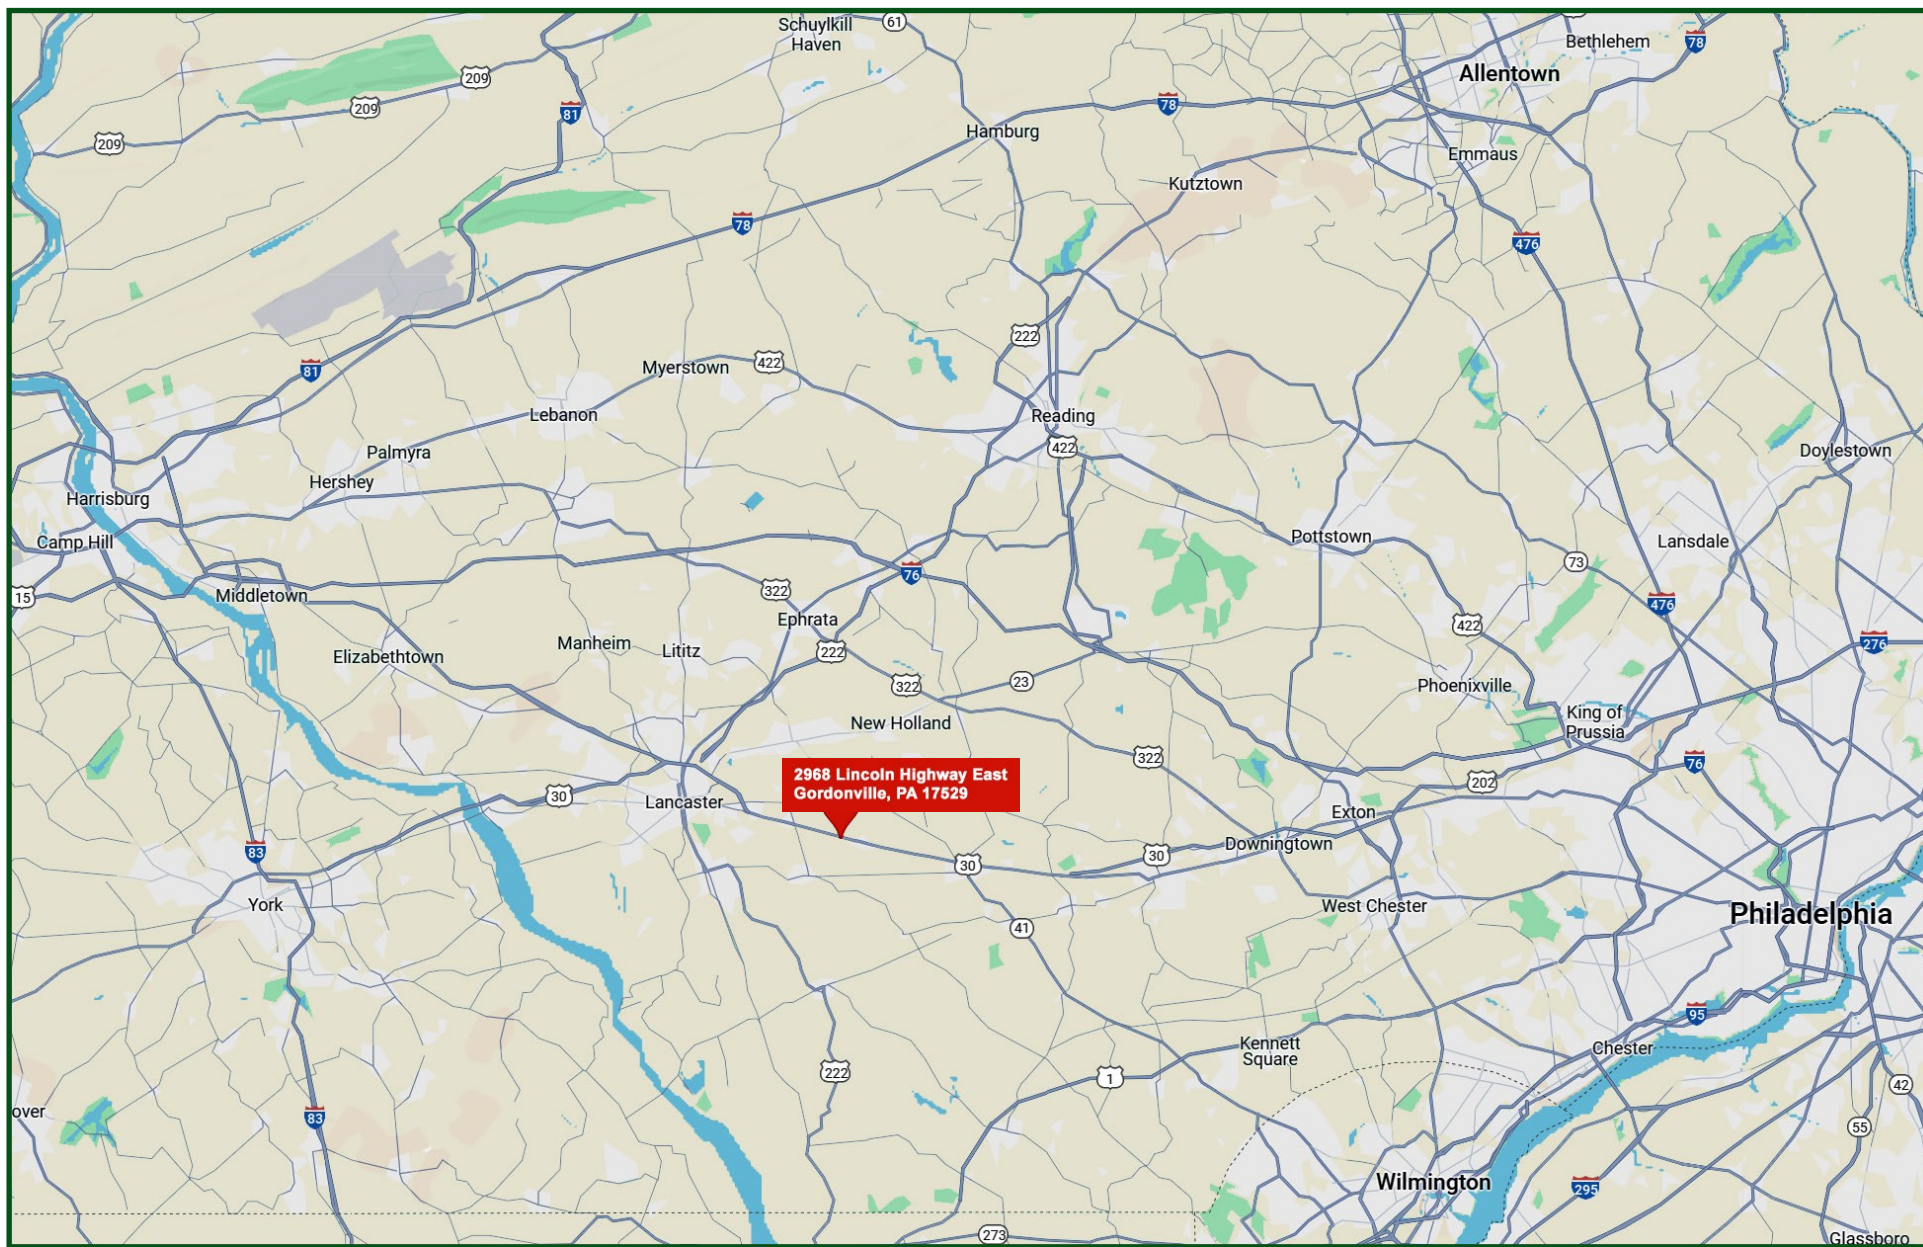 Schuylkill
Haven
61
Bethlehem
78
Allentown
209
209
81
78
209
Hamburg
Emmaus
Kutztown
78
476
222
81
Myerstown
422
Lebanon
Reading
422
Palmyra
Doylestown
Hershey
Harrisburg
Camp Hill
Pottstown
Lansdale
73
76
322
15
Middletown
476
Ephrata
422
276
Manheim
Lititz
222
Elizabethtown
23
322
Phoenixville
New Holland
King of
Prussia
322
76
2968 Lincoln Highway East
Gordonville, PA 17529
202
30
Lancaster
Exton
Downingtown
83
30
30
York
West Chester
Philadelphia
41
95
Kennett
Square
Chester
222
1
42
over
83
55
Wilmington
295
273
Glassboro